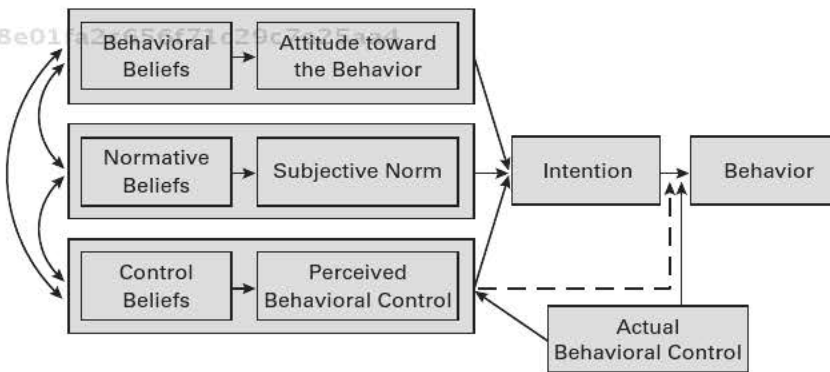 Behavioral
Beliefs
Attitude toward
the Behavior
Normative
Beliefs
Subjective Norm
Intention
Behavior
Control
Beliefs
Perceived
Behavioral Control
Actual
Behavioral Control